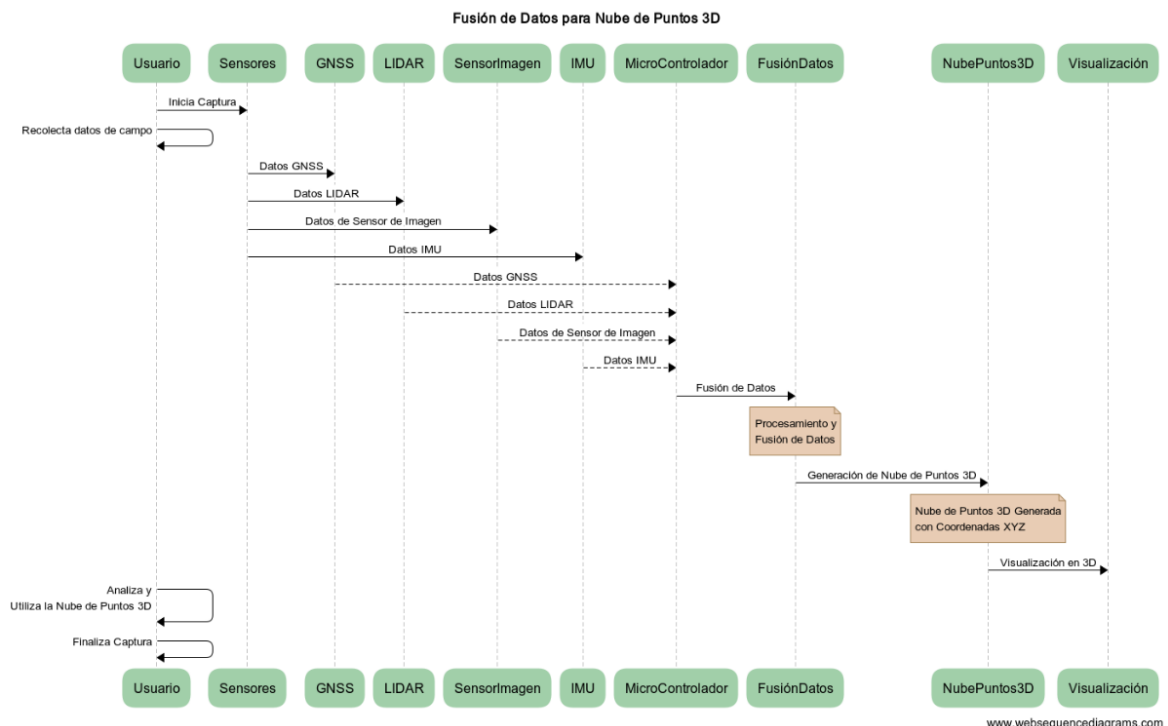 Fusión de Datos para Nube de Puntos 3D
Usuario
Sensores
GNSS
LIDAR
SensorImagen
IMU
MicroControlador
FusiónDatos
NubePuntos3D
Visualización
Inicia Captura
Recolecta datos de campo
Datos GNSS
Datos LIDAR
Datos de Sensor de Imagen
Datos IMU
Datos GNSS
Datos LIDAR
Datos de Sensor de Imagen
Datos IMU
Fusión de Datos
Procesamiento y
Fusión de Datos
Generación de Nube de Puntos 3D
Nube de Puntos 3D Generada
con Coordenadas XYZ
Visualización en 3D
Analiza y
Utiliza la Nube de Puntos 3D
Finaliza Captura
Usuario
Sensores
GNSS
LIDAR
SensorImagen
IMU
MicroControlador
FusiónDatos
NubePuntos3D
Visualización
www.websequencediagrams.com